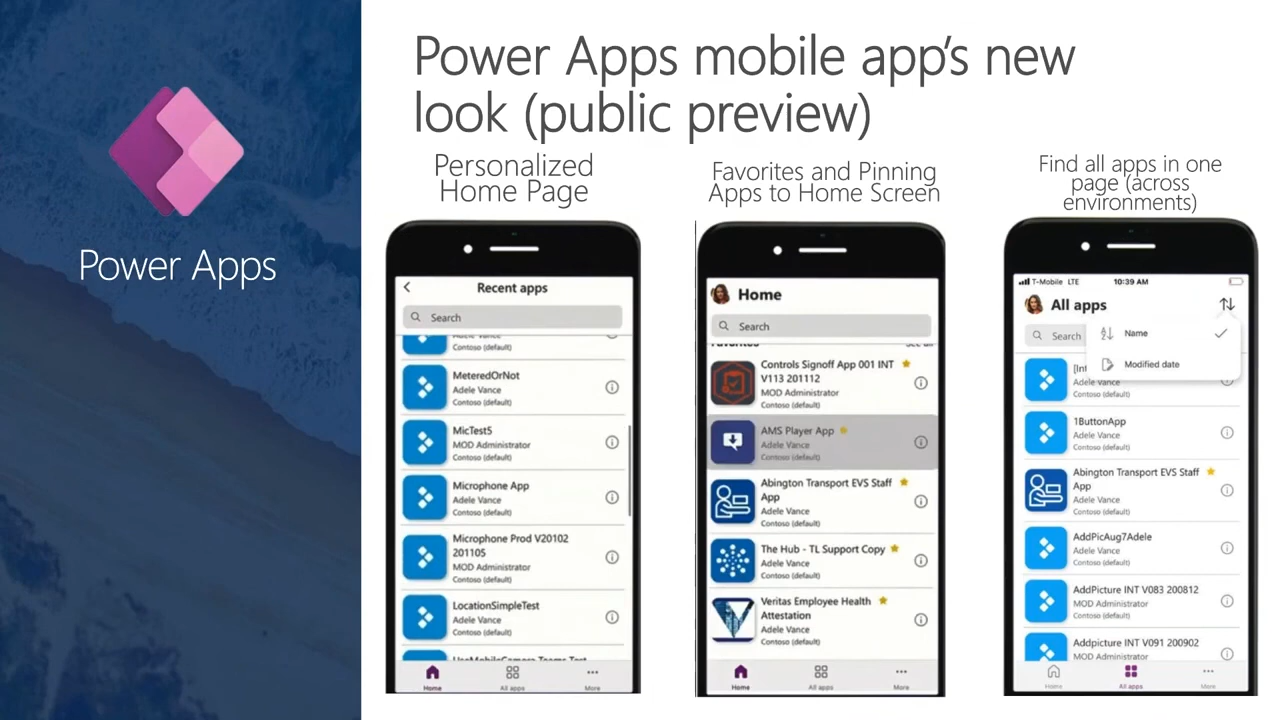 Power Apps
Power Apps mobile app's new
look (public preview)
Personalized
Home Page
Recent apps
Search
Contoso (default)
MeteredOrNot
Adele Vance
Contoso (default)
MicTest5
MOD Administrator
Contoso (default)
Microphone App
Adele Vance
Contoso (default)
Microphone Prod V20102
201105
MOD Administrator
Contoso (default)
LocationSimpleTest
Adele Vance
Contoso (default)
Home
All apps
More
Favorites and Pinning
Apps to Home Screen
Home
Search
Controls Signoff App 001 INT
V113 201112
MOD Administrator
Contoso (default)
AMS Player App
Adele Vance
Contoso (default)
Abington Transport EVS Staff
App
Adele Vance
Contoso (default)
The Hub - TL Support Copy
Adele Vance
Contoso (default)
Veritas Employee Health
Attestation
Adele Vance
Contoso (default)
Home
All apps
More
Find all apps in one
page (across
environments)
T-Mobile LTE
10:39 AM
All apps
Search
Name
Modified date
[Int
Adele Vance
Contoso (default)
1ButtonApp
Adele Vance
Contoso (default)
Abington Transport EVS Staff
App
Adele Vance
Contoso (default)
AddPicAug7Adele
Adele Vance
Contoso (default)
AddPicture INT V083 200812
MOD Administrator
Contoso (default)
Addpicture INT V091 200902
MOD Administrator
Home
All apps
More